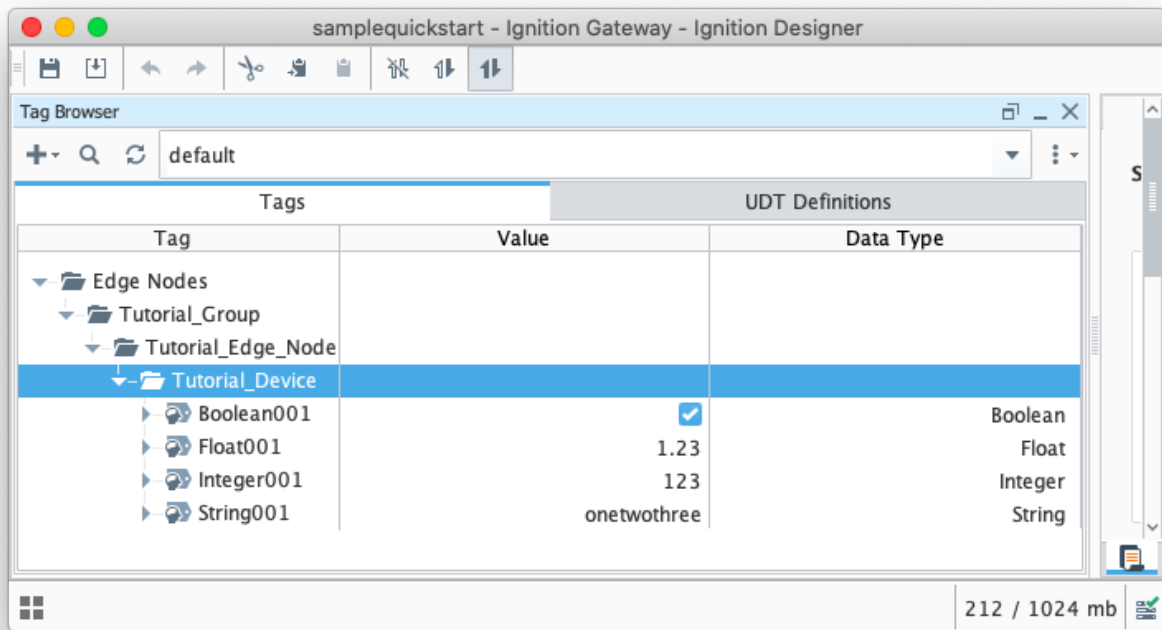 samplequickstart - Ignition Gateway - Ignition Designer
Tag Browser
default
Tags UDT Definitions
Tag Value Data Type
Edge Nodes
Tutorial_Group
Tutorial_Edge_Node
Tutorial_Device
Boolean001 Boolean
Float001 1.23 Float
Integer001 123 Integer
String001 onetwothree String
S
212 / 1024 mb